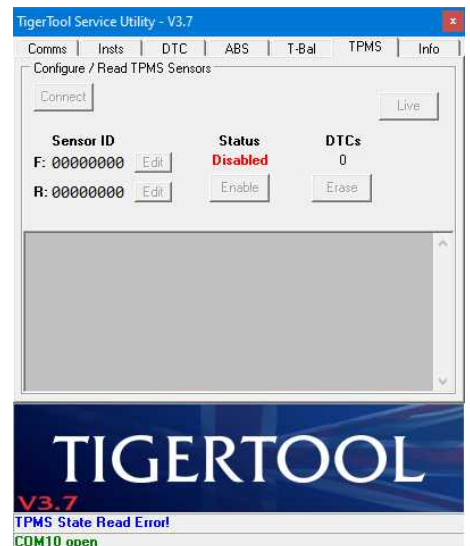 TigerTool Service Utility - V3.7 x
Comms Insts DTC ABS T-Bal TPMS Info
Configure / Read TPMS Sensors
Connect
Live
Sensor ID Status DTCs
F: 00000000 Edit Disabled 0
R: 00000000 Edit Enable Erase
TIGERTOOL
V3.7
TPMS State Read Error!
COM10 open